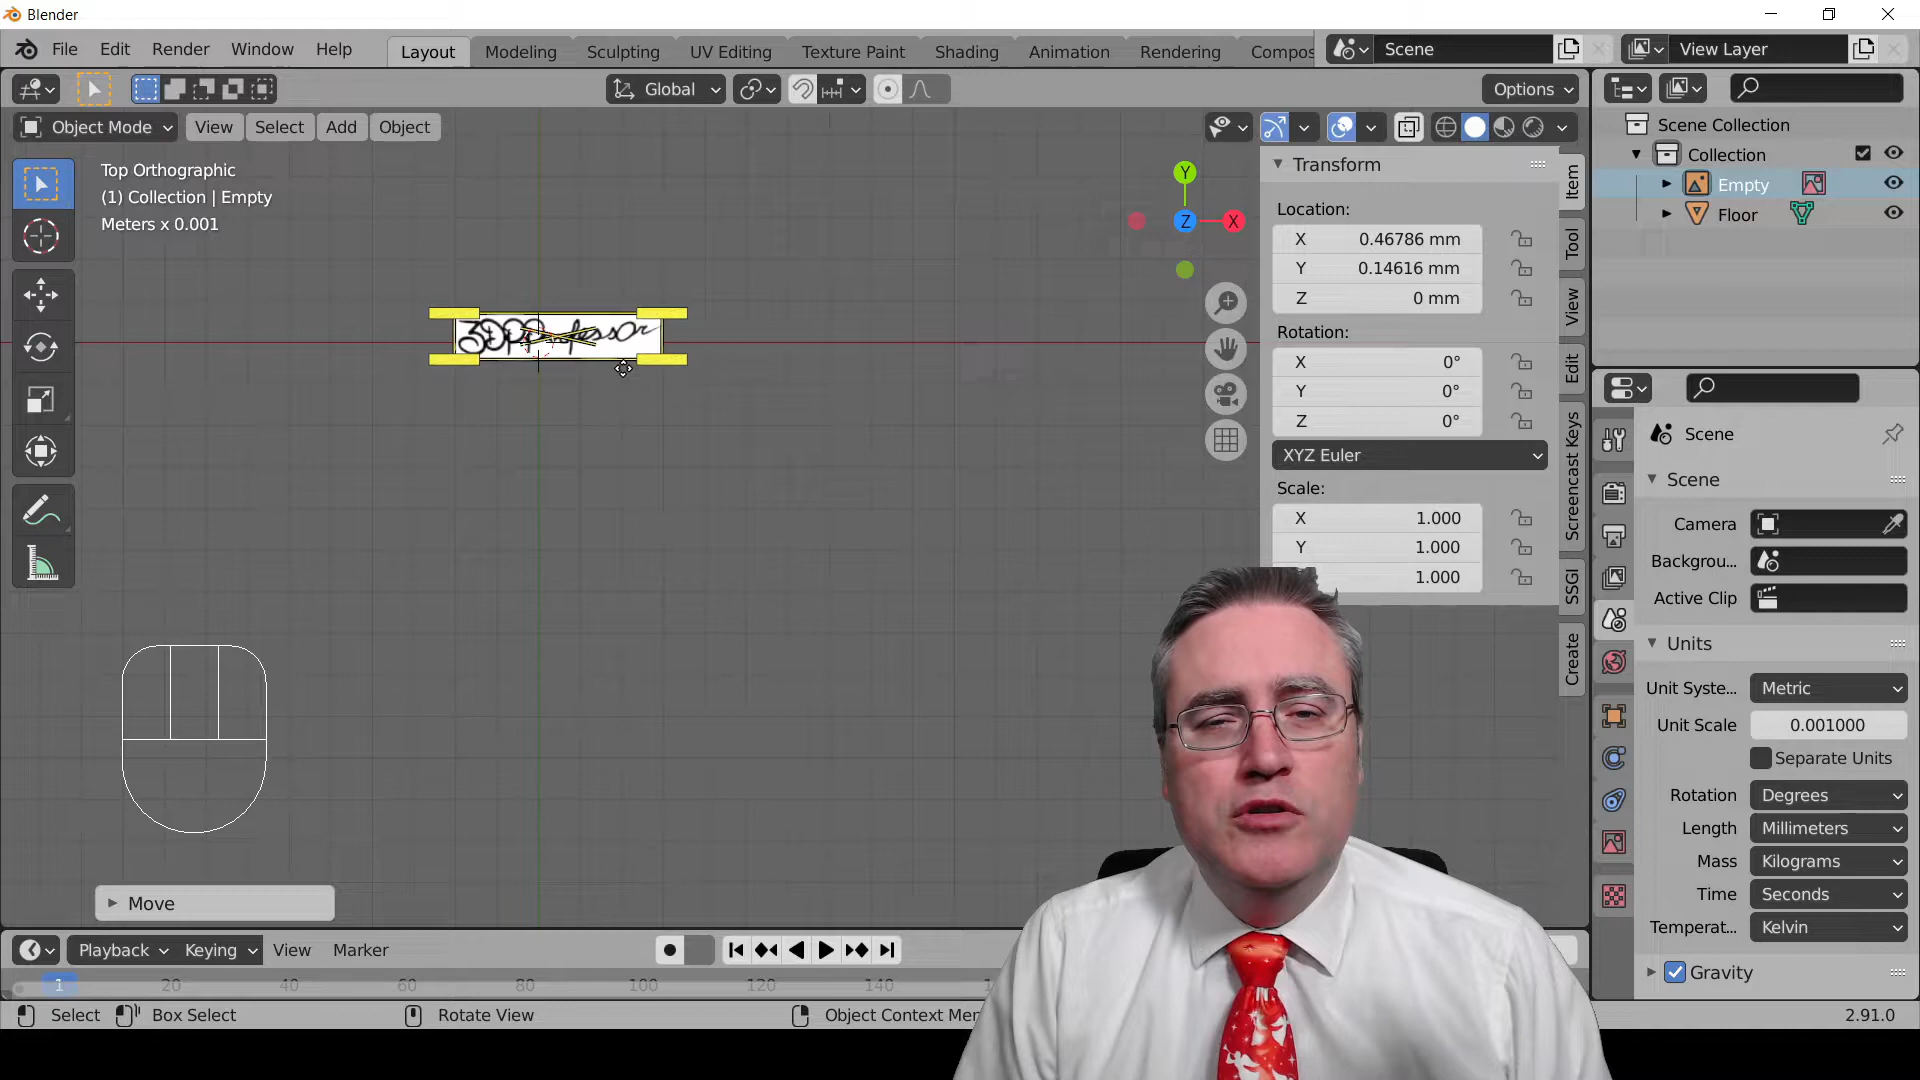 Blender
File Edit Render Window Help Layout Modeling Sculpting UV Editing Texture Paint Shading Animation Rendering Compos Scene View Layer
Global Options
Object Mode View Select Add Object
Top Orthographic
(1) Collection | Empty
Meters x 0.001
3DPProfessor
Y
Z
X
Transform
Location:
X 0.46786 mm
Y 0.14616 mm
Z 0 mm
Rotation:
X 0°
Y 0°
Z 0°
XYZ Euler
Scale:
X 1.000
Y 1.000
1.000
Item
Tool
View
Edit
Screencast Keys
SSGI
Create
Scene Collection
Collection
Empty
Floor
Scene
Scene
Camera
Backgrou...
Active Clip
Units
Unit Syste... Metric
Unit Scale 0.001000
Separate Units
Rotation Degrees
Length Millimeters
Mass Kilograms
Time Seconds
Temperat... Kelvin
Gravity
Move
Playback Keying View Marker
1 20 40 60 80 100 120 140
Select Box Select Rotate View Object Context Men 2.91.0